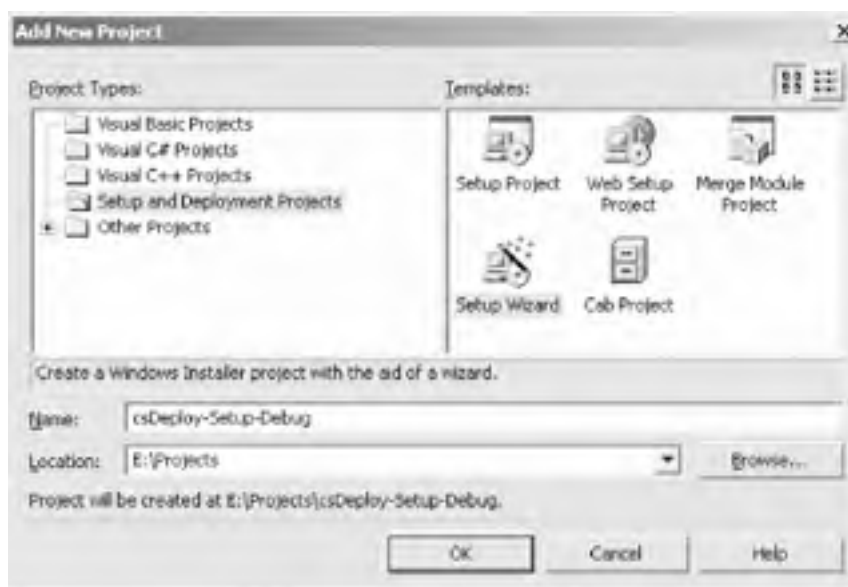 Add New Project
Project Types:
Templates:
Visual Basic Projects
Visual C# Projects
Visual C++ Projects
Setup and Deployment Projects
Other Projects
Setup Project
Web Setup
Project
Merge Module
Project
Setup Wizard
Cab Project
Create a Windows Installer project with the aid of a wizard.
Name:
csDeploy-Setup-Debug
Location:
E:\Projects
Browse...
Project will be created at E:\Projects\csDeploy-Setup-Debug.
OK
Cancel
Help